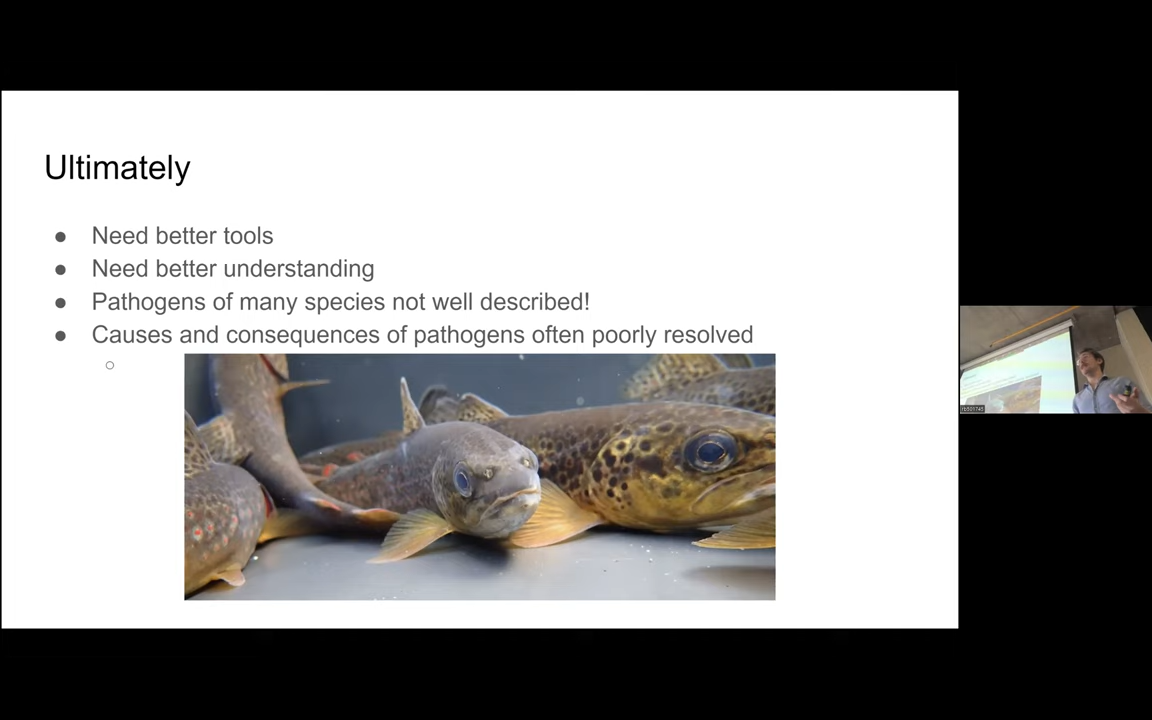 Ultimately
● Need better tools
● Need better understanding
● Pathogens of many species not well described!
● Causes and consequences of pathogens often poorly resolved
○